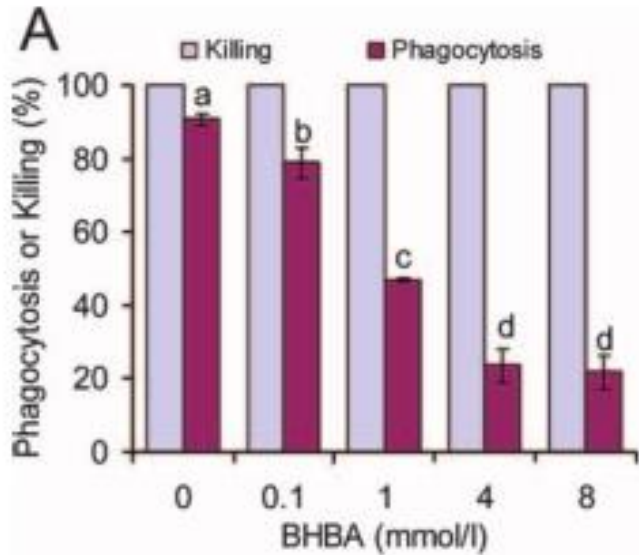 A
Killing Phagocytosis
Phagocytosis or Killing (%)
100
80
60
40
20
0
a
b
c
d
d
0 0.1 1 4 8
BHBA (mmol/l)